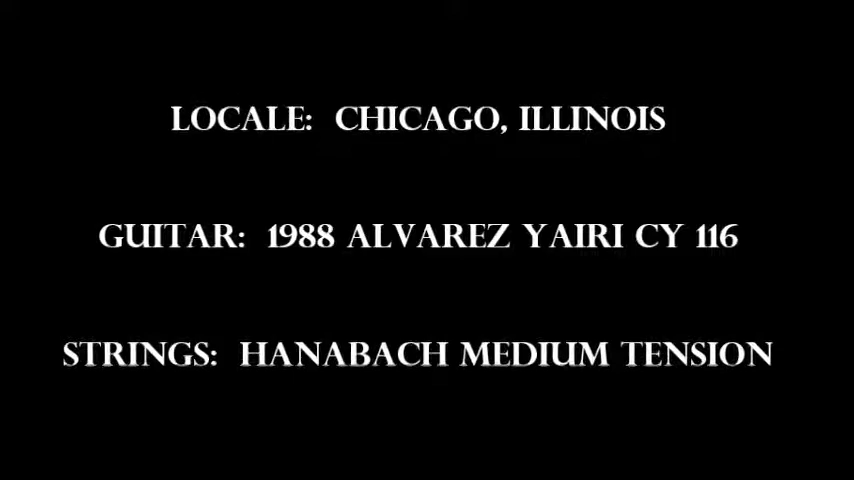 LOCALE: CHICAGO, ILLINOIS
GUITAR: 1988 ALVAREZ YAIRI CY 116
STRINGS: HANABACH MEDIUM TENSION